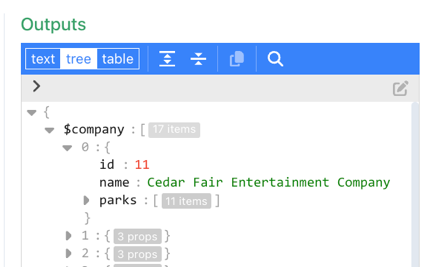 Outputs
text tree table
{
$company : [ 17 items
0 : {
id : 11
name : Cedar Fair Entertainment Company
parks : [ 11 items ]
}
1 : { 3 props }
2 : { 3 props }